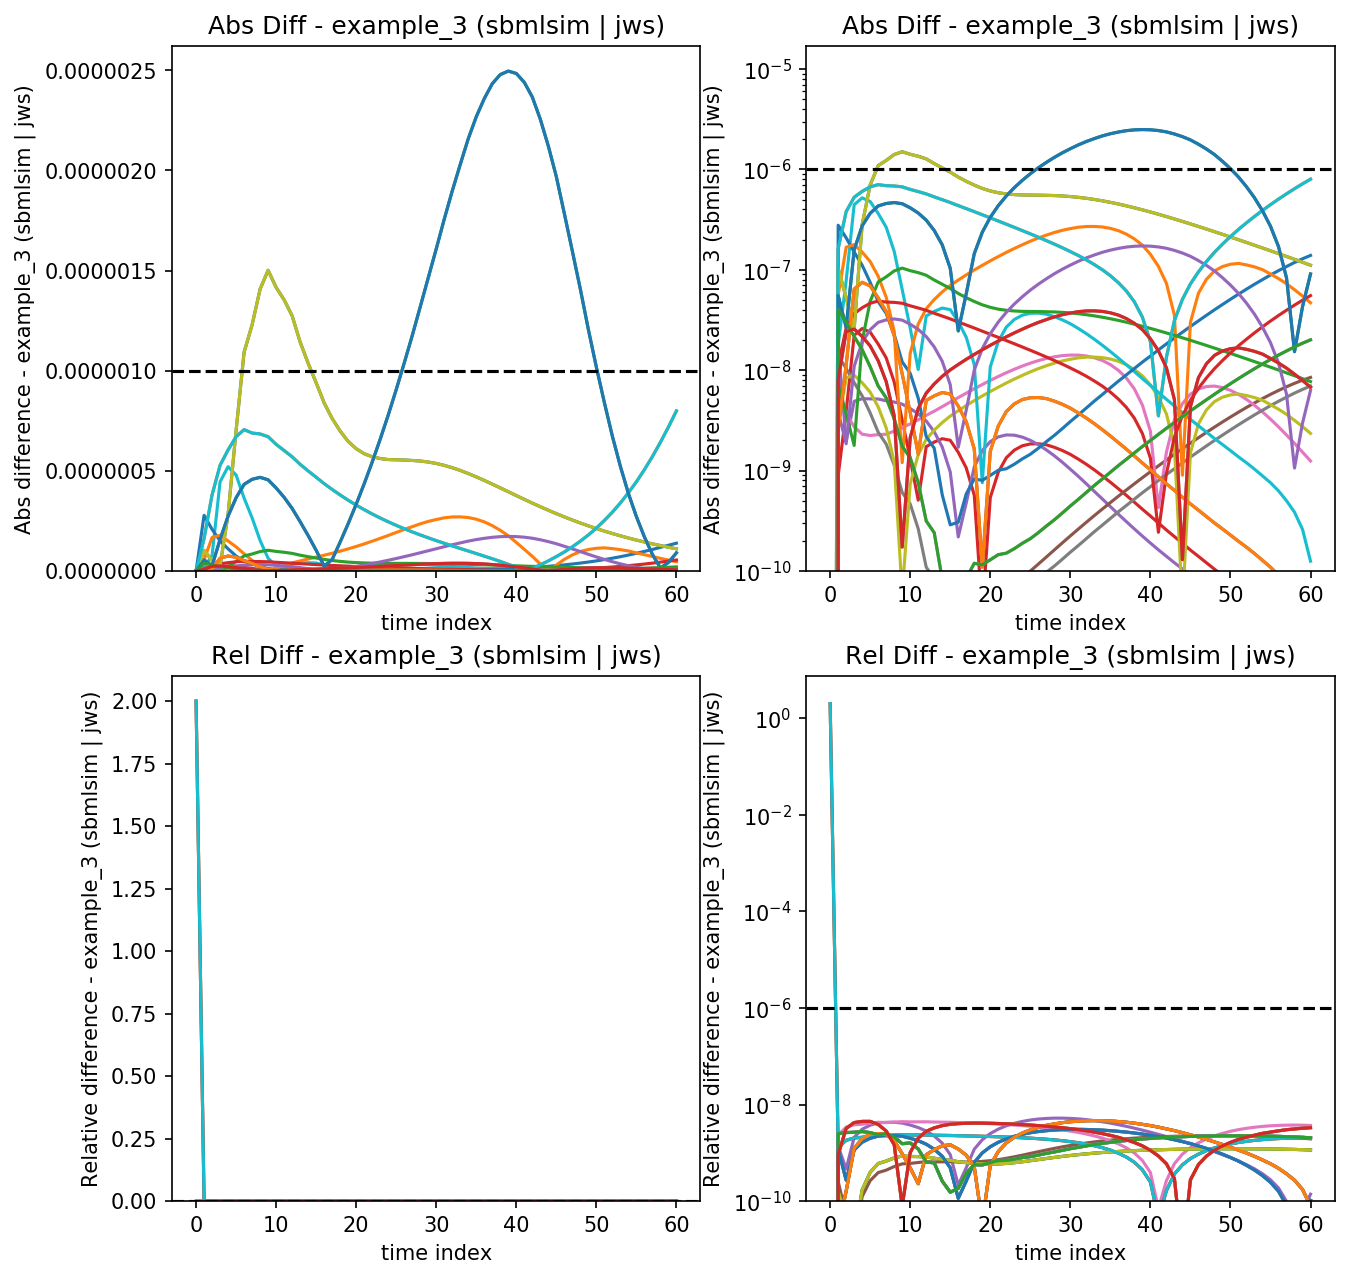 Abs Diff - example_3 (sbmlsim | jws)
Abs difference - example_3 (sbmlsim | jws)
0.0000025
0.0000020
0.0000015
0.0000010
0.0000005
0.0000000
0 10 20 30 40 50 60
time index
Abs Diff - example_3 (sbmlsim | jws)
Abs difference - example_3 (sbmlsim | jws)
10⁻⁵
10⁻⁶
10⁻⁷
10⁻⁸
10⁻⁹
10⁻¹⁰
0 10 20 30 40 50 60
time index
Rel Diff - example_3 (sbmlsim | jws)
Relative difference - example_3 (sbmlsim | jws)
2.00
1.75
1.50
1.25
1.00
0.75
0.50
0.25
0.00
0 10 20 30 40 50 60
time index
Rel Diff - example_3 (sbmlsim | jws)
Relative difference - example_3 (sbmlsim | jws)
10⁰
10⁻²
10⁻⁴
10⁻⁶
10⁻⁸
10⁻¹⁰
0 10 20 30 40 50 60
time index